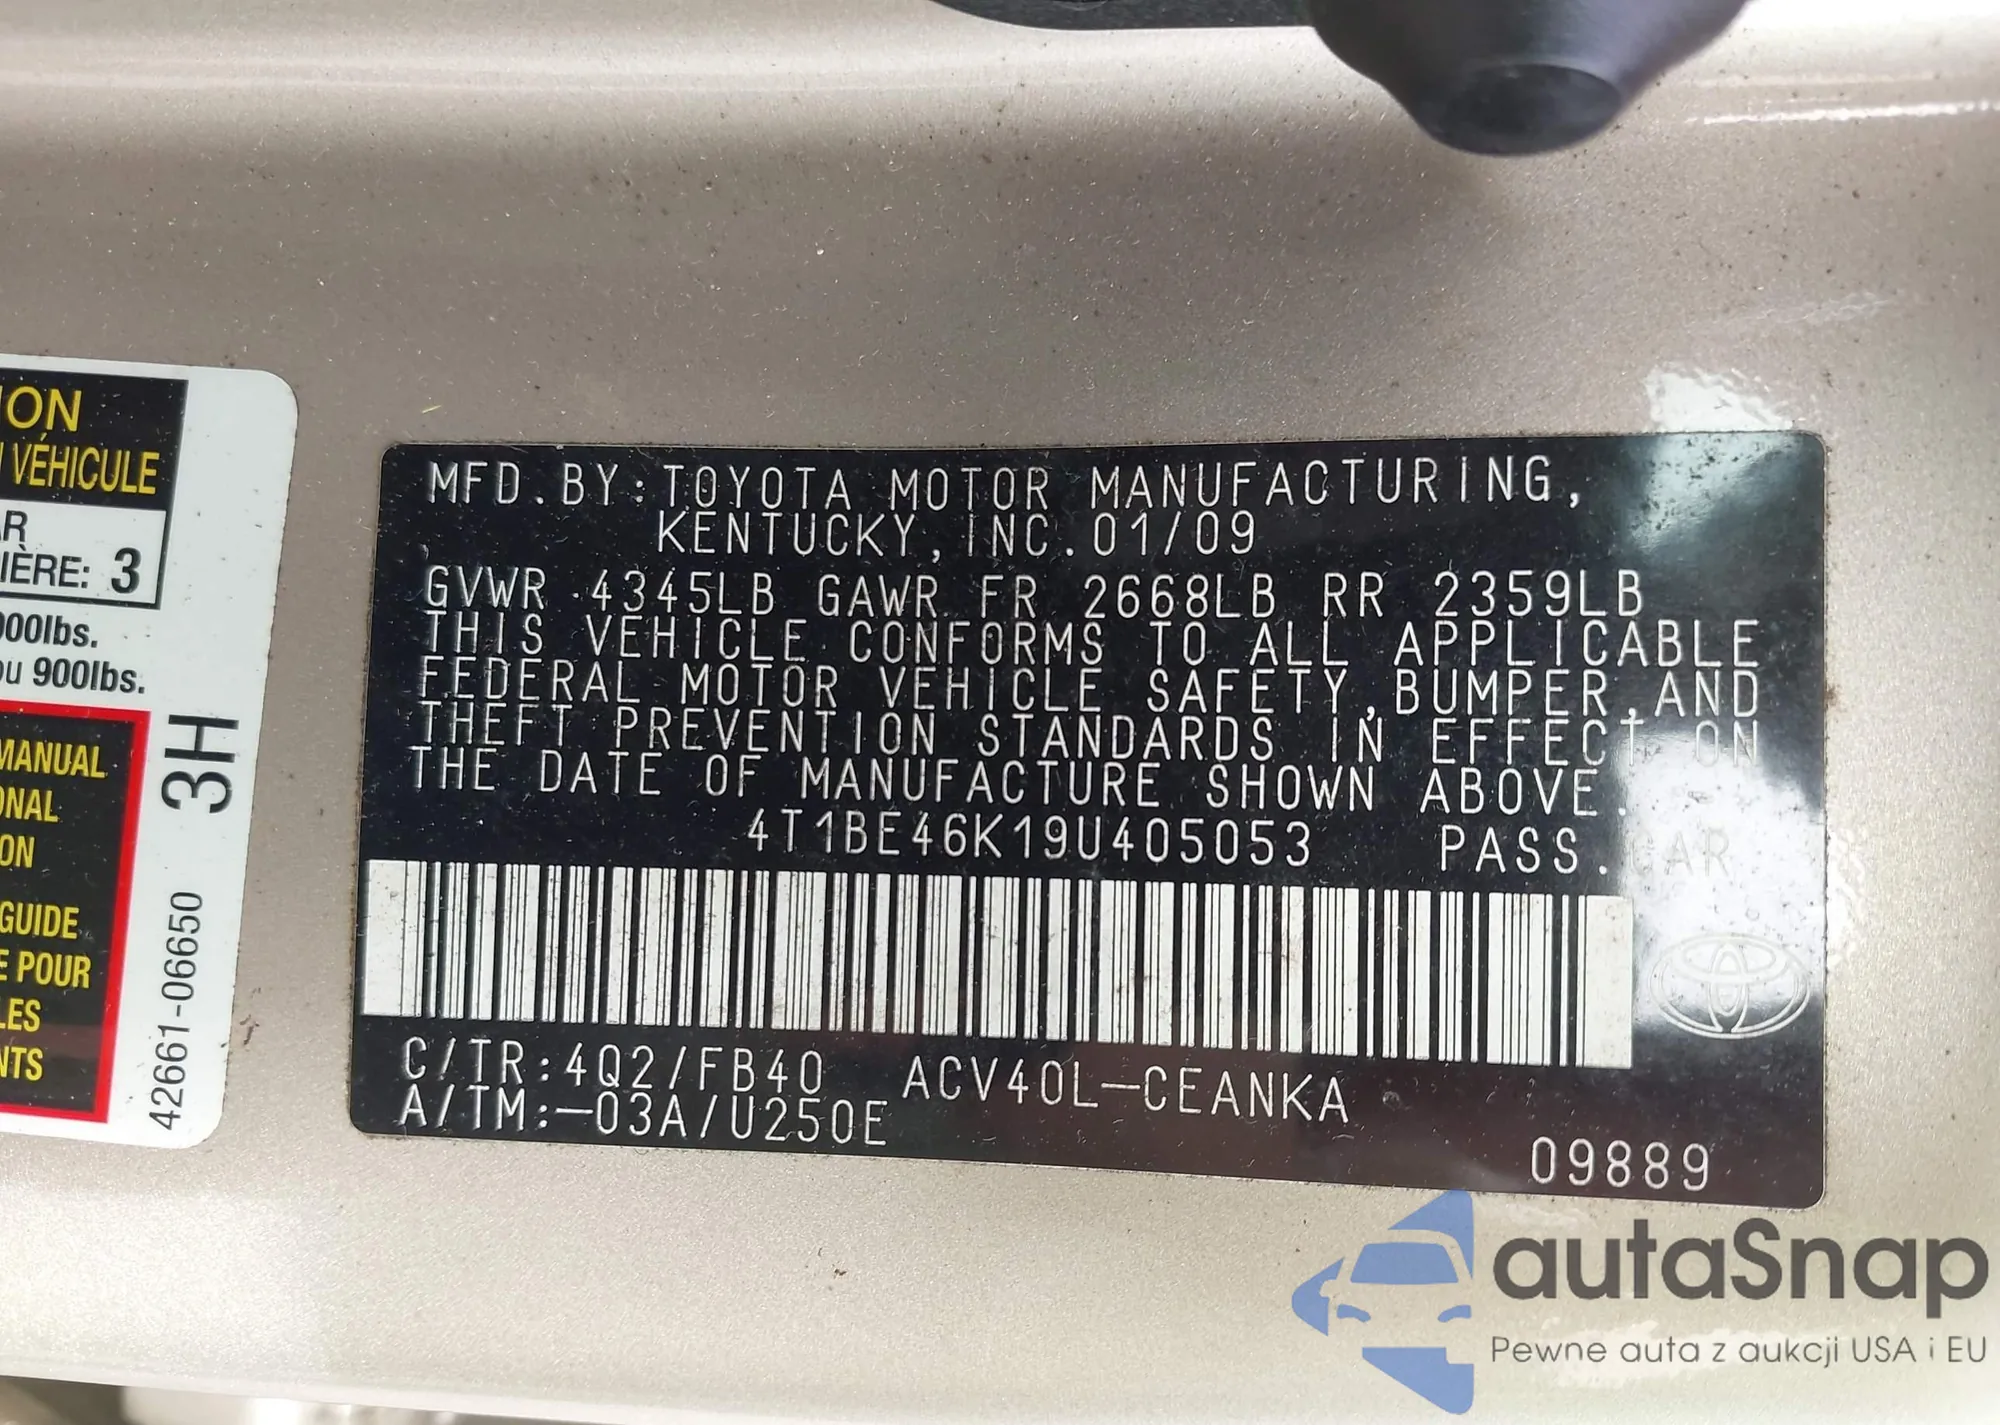 ION
VÉHICULE
AR
IÈRE: 3
900lbs.
ou 900lbs.
MANUAL
ONAL
ON
GUIDE
E POUR
LES
NTS
42661-06650 3H
MFD.BY:TOYOTA MOTOR MANUFACTURING,
KENTUCKY,INC.01/09
GVWR 4345LB GAWR FR 2668LB RR 2359LB
THIS VEHICLE CONFORMS TO ALL APPLICABLE
FEDERAL MOTOR VEHICLE SAFETY,BUMPER,AND
THEFT PREVENTION STANDARDS IN EFFECT ON
THE DATE OF MANUFACTURE SHOWN ABOVE.
4T1BE46K19U405053 PASS.CAR
C/TR:4Q2/FB40 ACV40L-CEANKA
A/TM:-03A/U250E
09889
autaSnap
Pewne auta z aukcji USA i EU